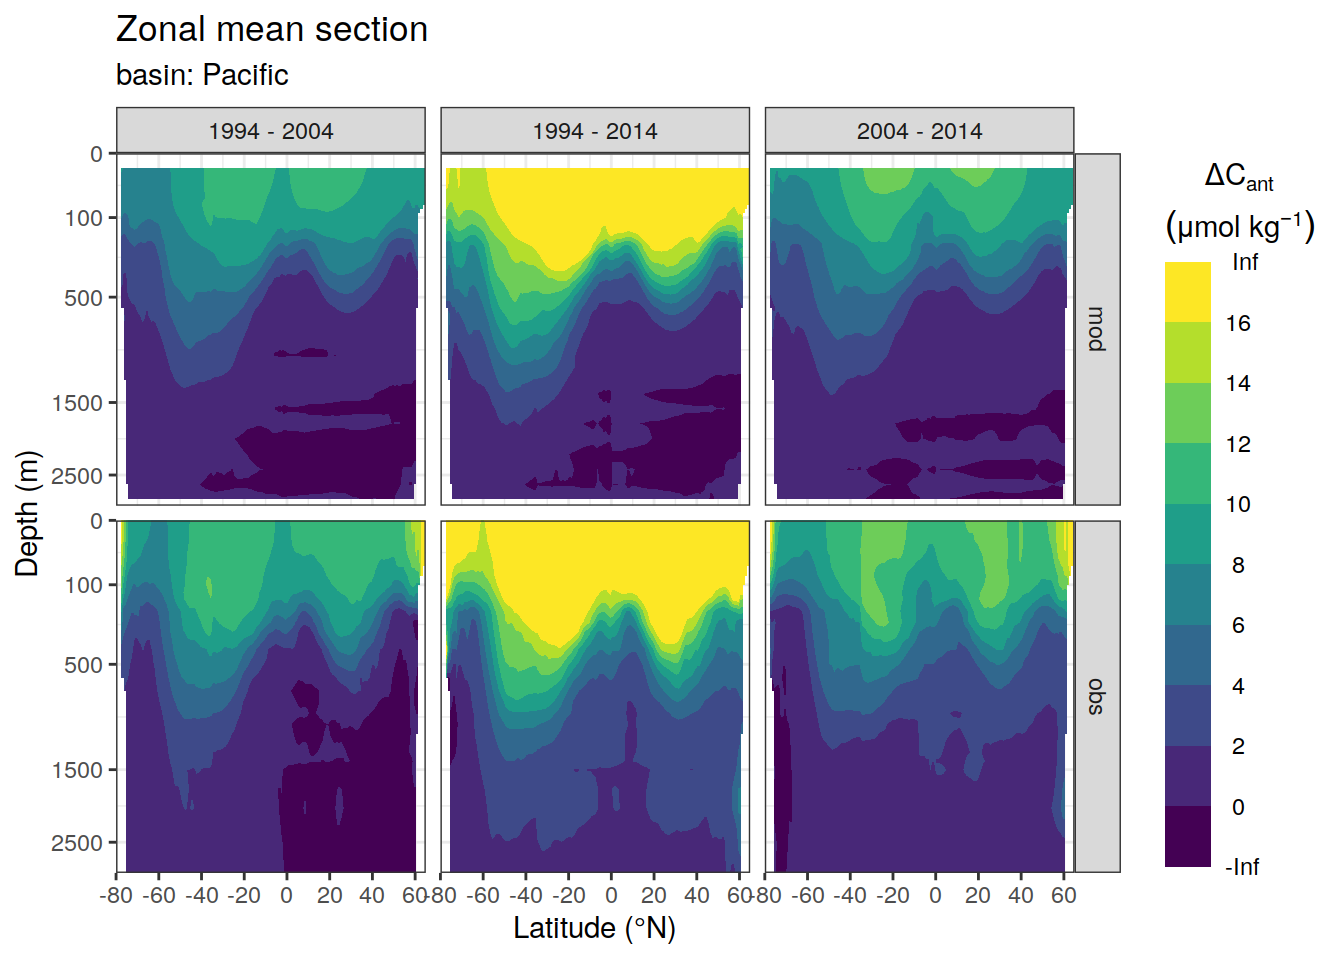 Zonal mean section
basin: Pacific
1994 - 2004
1994 - 2014
2004 - 2014
0
100
500
1500
2500
mod
0
100
500
1500
2500
obs
Depth (m)
-80 -60 -40 -20 0 20 40 60
-80 -60 -40 -20 0 20 40 60
-80 -60 -40 -20 0 20 40 60
Latitude (°N)
ΔCant
(μmol kg⁻¹)
Inf
16
14
12
10
8
6
4
2
0
-Inf